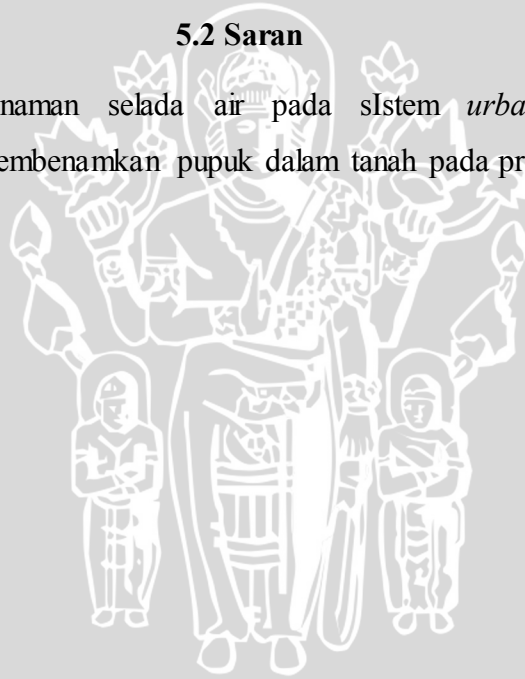 5.2 Saran
naman selada air pada sIstem urba
embenamkan pupuk dalam tanah pada pr